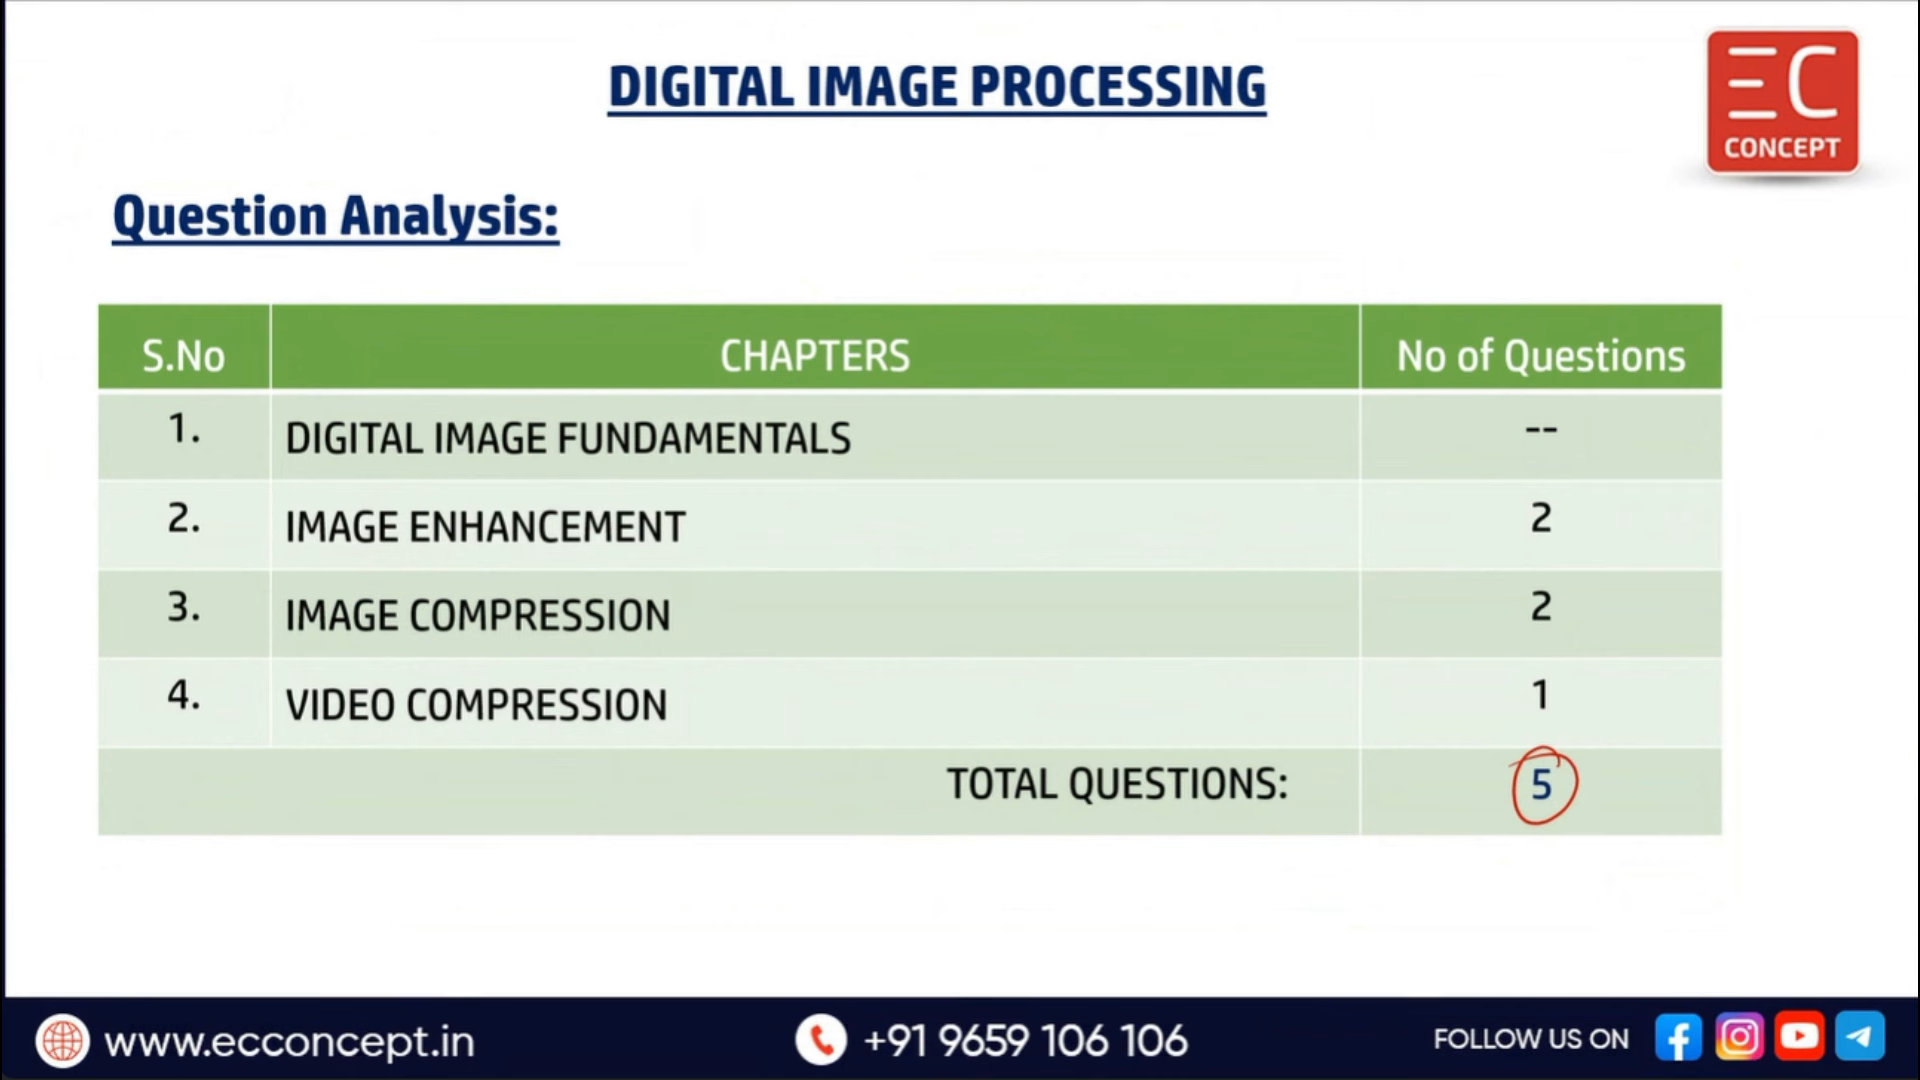 DIGITAL IMAGE PROCESSING
EC
CONCEPT
Question Analysis:
S.No CHAPTERS No of Questions
1. DIGITAL IMAGE FUNDAMENTALS --
2. IMAGE ENHANCEMENT 2
3. IMAGE COMPRESSION 2
4. VIDEO COMPRESSION 1
TOTAL QUESTIONS: 5
www.ecconcept.in +91 9659 106 106 FOLLOW US ON